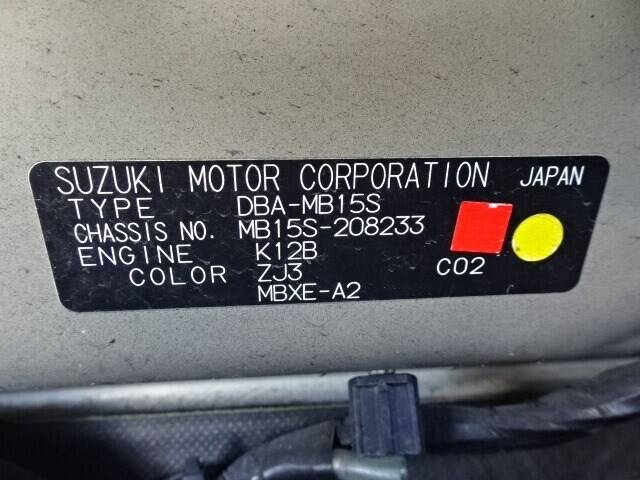 SUZUKI MOTOR CORPORATION JAPAN
TYPE DBA-MB15S
CHASSIS NO. MB15S-208233
ENGINE K12B
COLOR ZJ3 C02
MBXE-A2